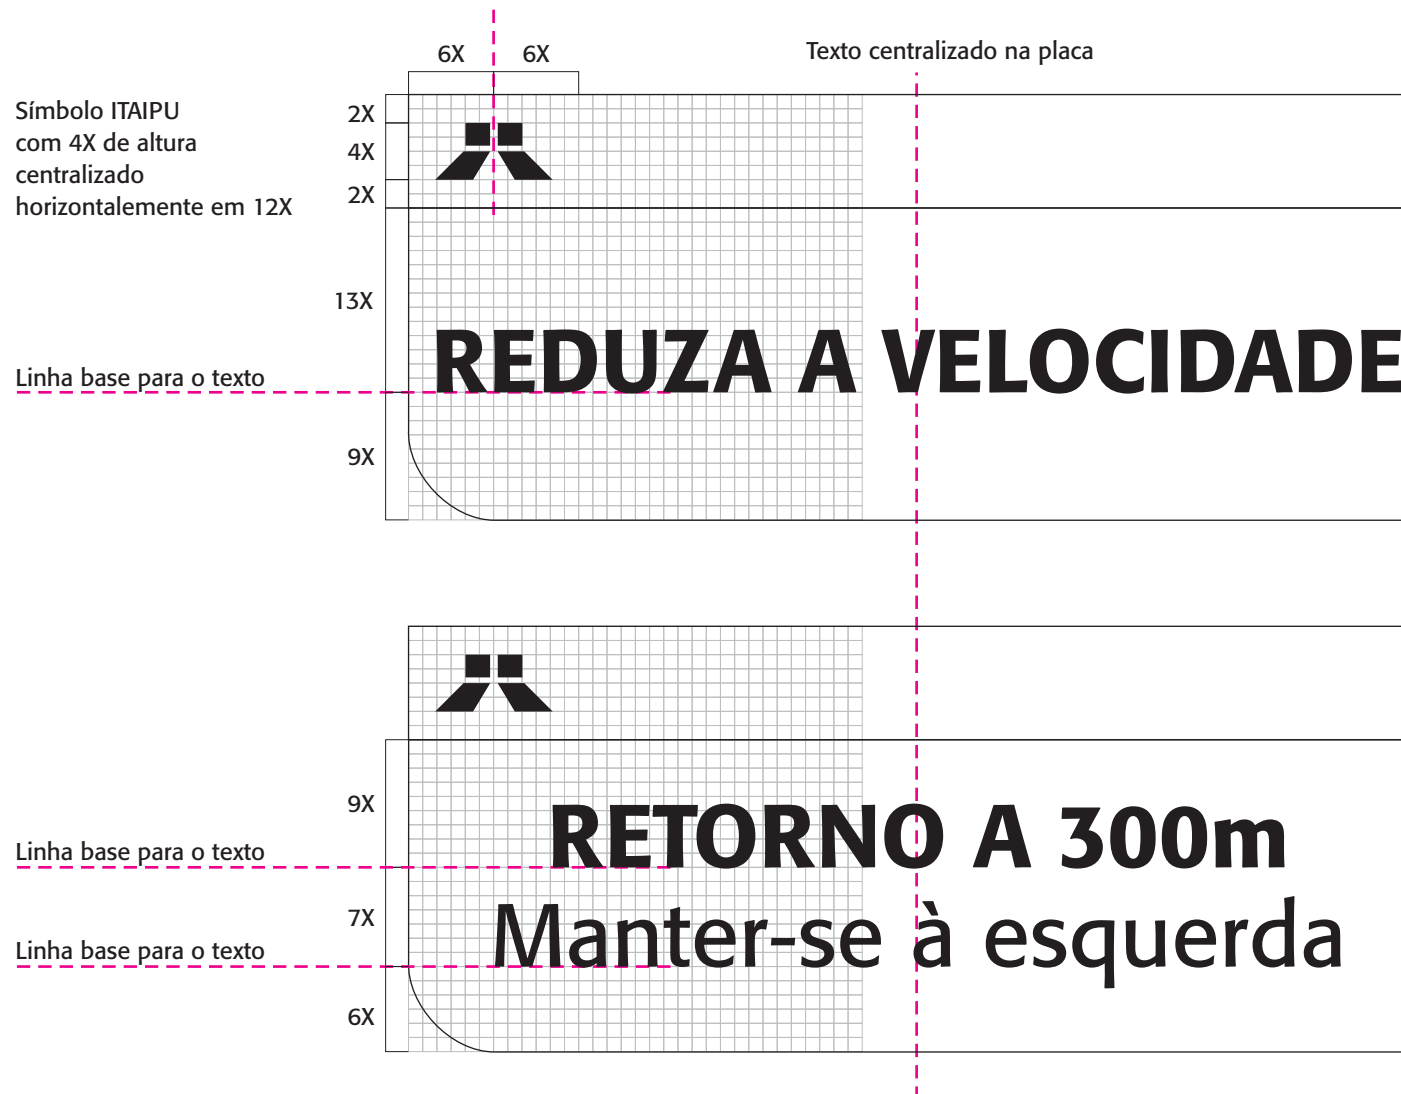 6X 6X
Texto centralizado na placa
Símbolo ITAIPU
com 4X de altura
centralizado
horizontalemente em 12X
2X
4X
2X
13X
REDUZA A VELOCIDADE
Linha base para o texto
9X
9X
RETORNO A 300m
Linha base para o texto
7X
Manter-se à esquerda
Linha base para o texto
6X